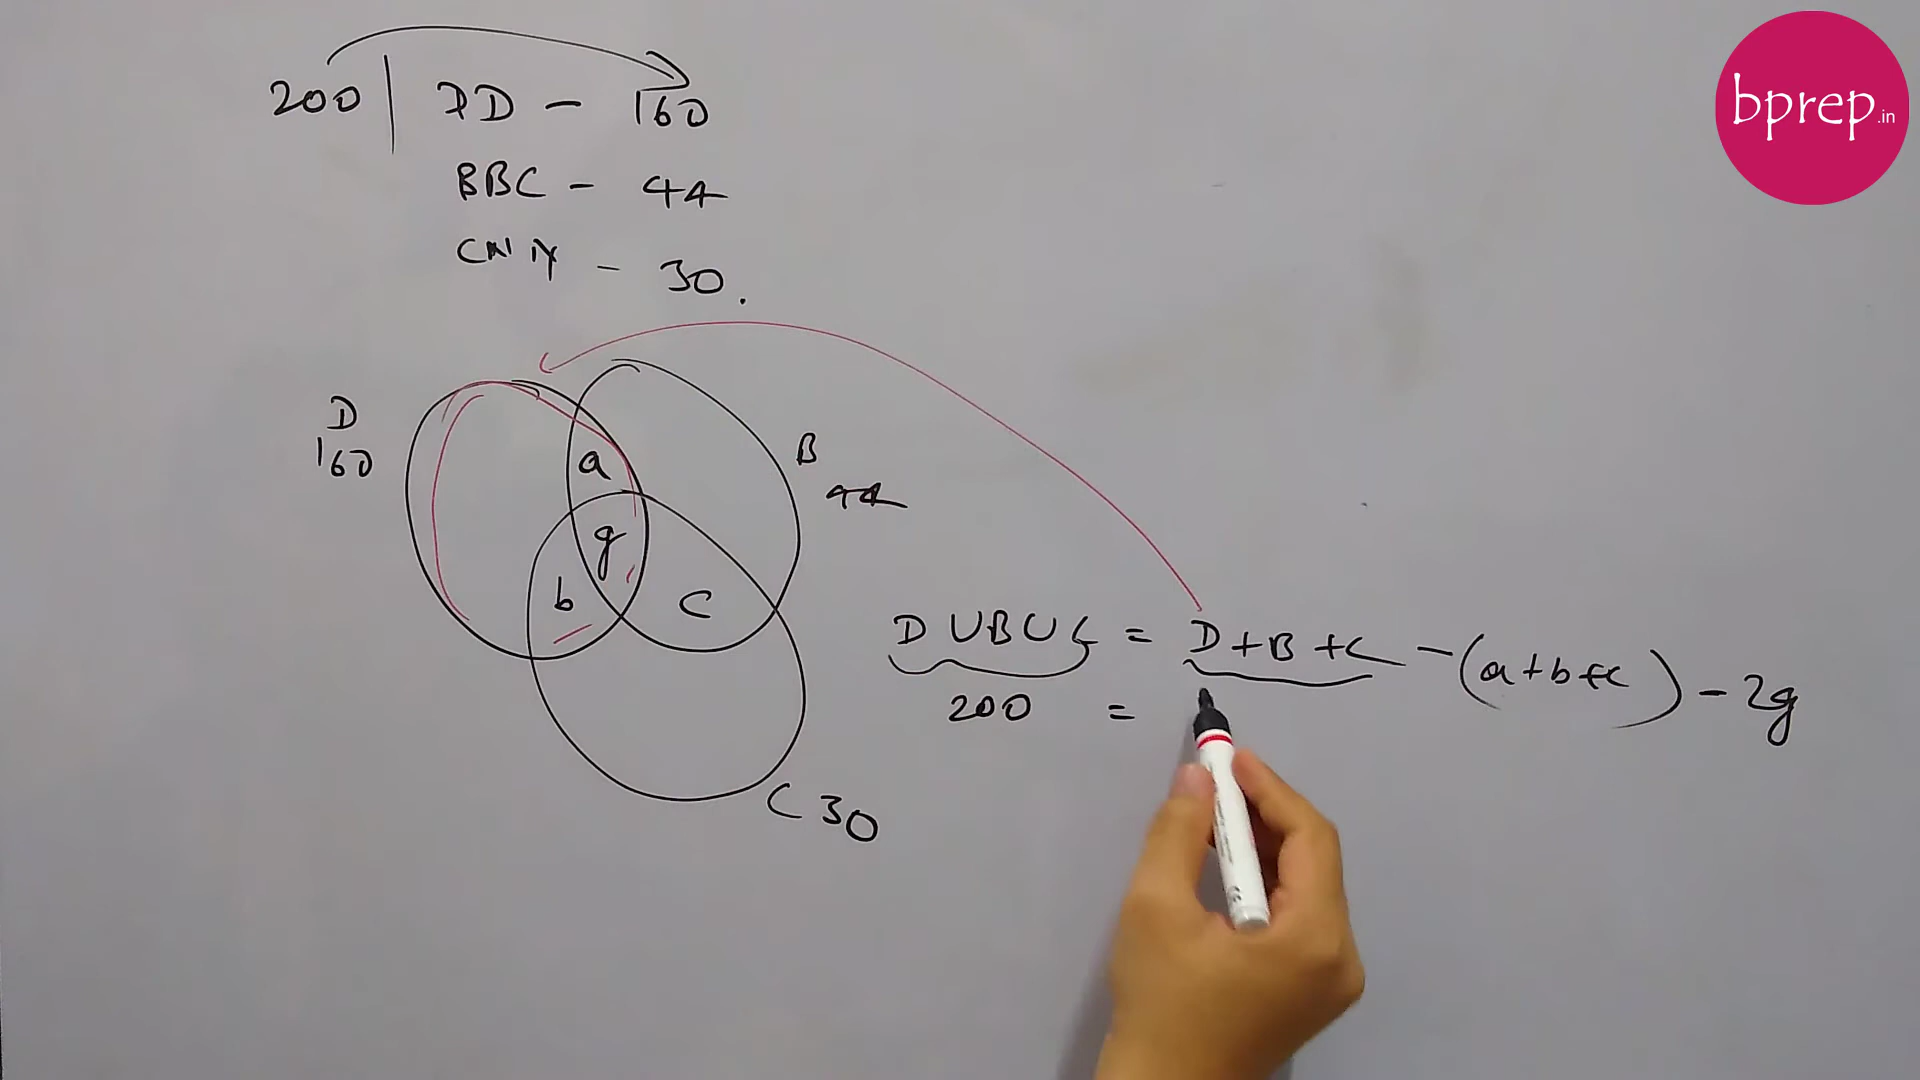 bprep.in
200 | DD - 160
BBC - 44
CNN - 30.
D
160
B
44
a
g
b
c
C 30
D U B U C = D + B + C - (a + b + c) - 2g
200 =